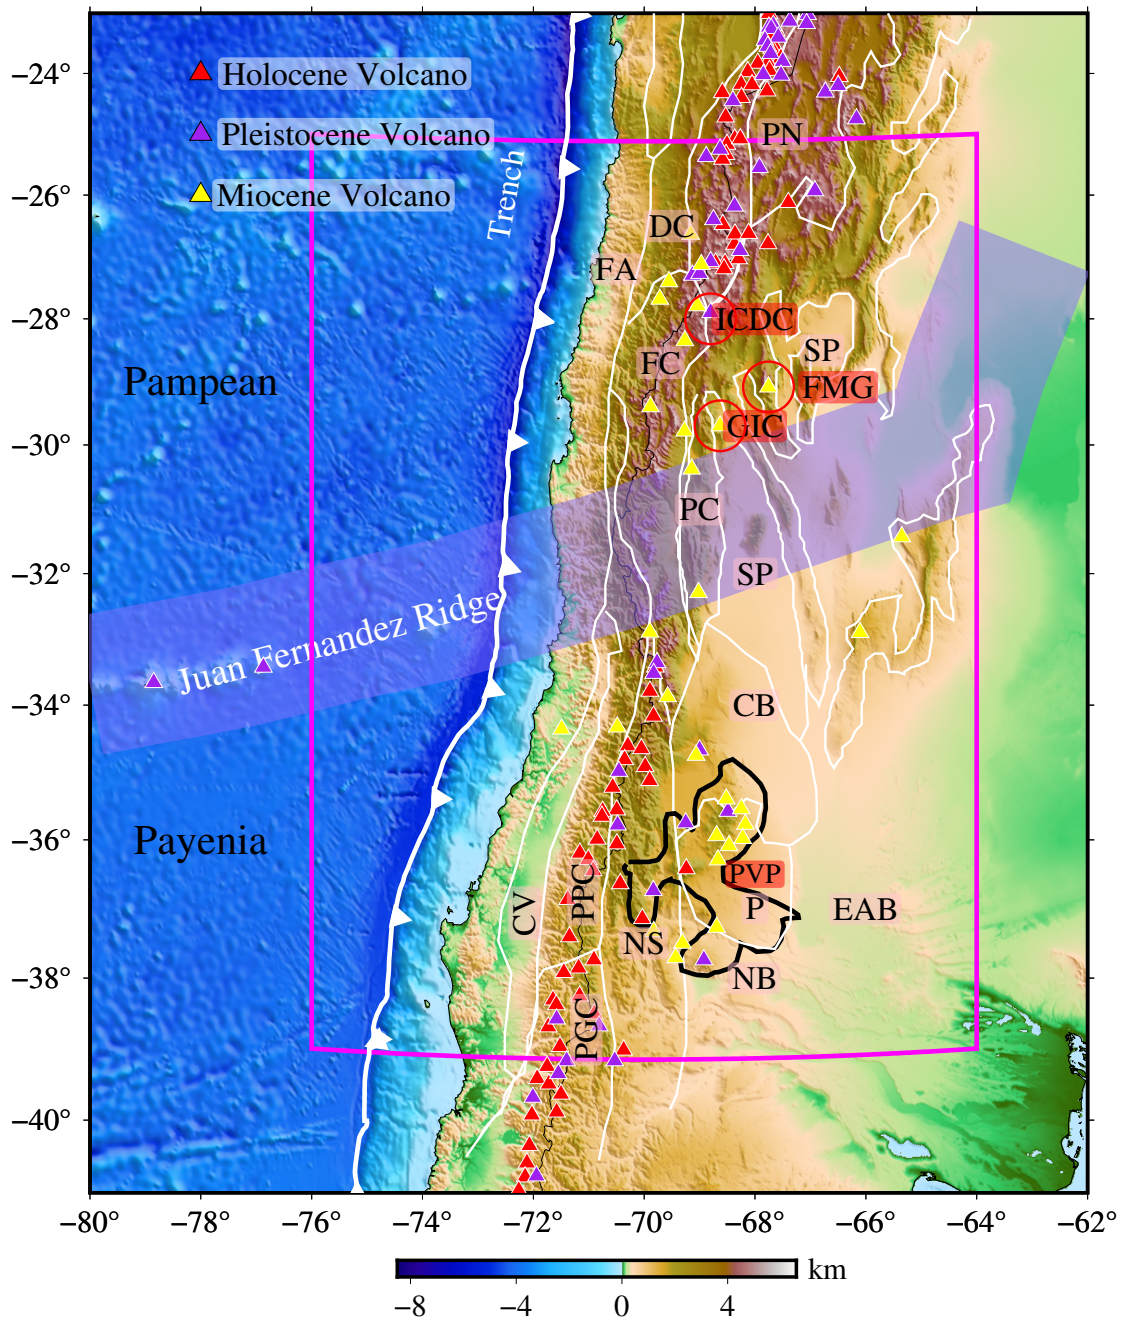 −24°
−26°
−28°
−30°
−32°
−34°
−36°
−38°
−40°
Holocene Volcano
Pleistocene Volcano
Miocene Volcano
Trench
PN
DC
FA
ICDC
FC
SP
FMG
GIC
Pampean
PC
SP
Juan Fernandez Ridge
CB
Payenia
PVP
PPC
CV
P
EAB
NS
NB
PGC
−80°
−76°
−72°
−70°
−68°
−66°
−64°
−62°
km
−8
−4
0
4